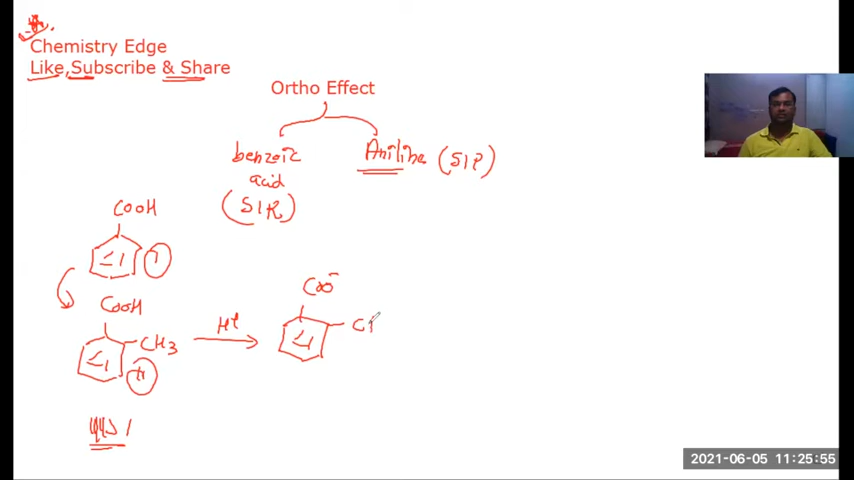 Chemistry Edge
Like,Subscribe & Share
Ortho Effect
benzoic
acid
(SIR)
Aniline (SIP)
COOH
I
COOH
CH3
II
COO-
2021-06-05 11:25:55